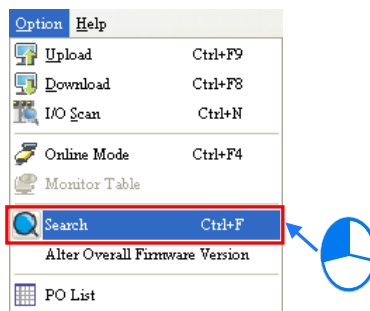 Option Help
Upload Ctrl+F9
Download Ctrl+F8
I/O Scan Ctrl+N
Online Mode Ctrl+F4
Monitor Table
Search Ctrl+F
Alter Overall Firmware Version
PO List